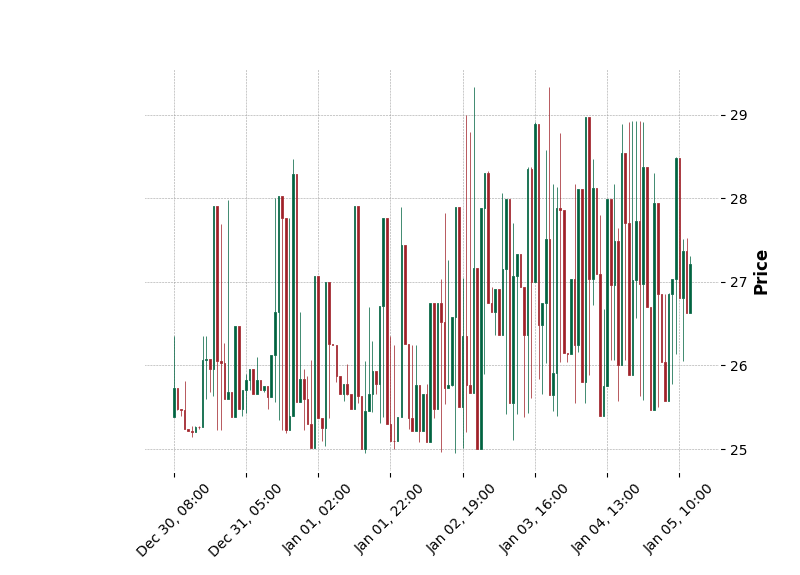 29
28
27
26
25
Price
Dec 30, 08:00
Dec 31, 05:00
Jan 01, 02:00
Jan 01, 22:00
Jan 02, 19:00
Jan 03, 16:00
Jan 04, 13:00
Jan 05, 10:00